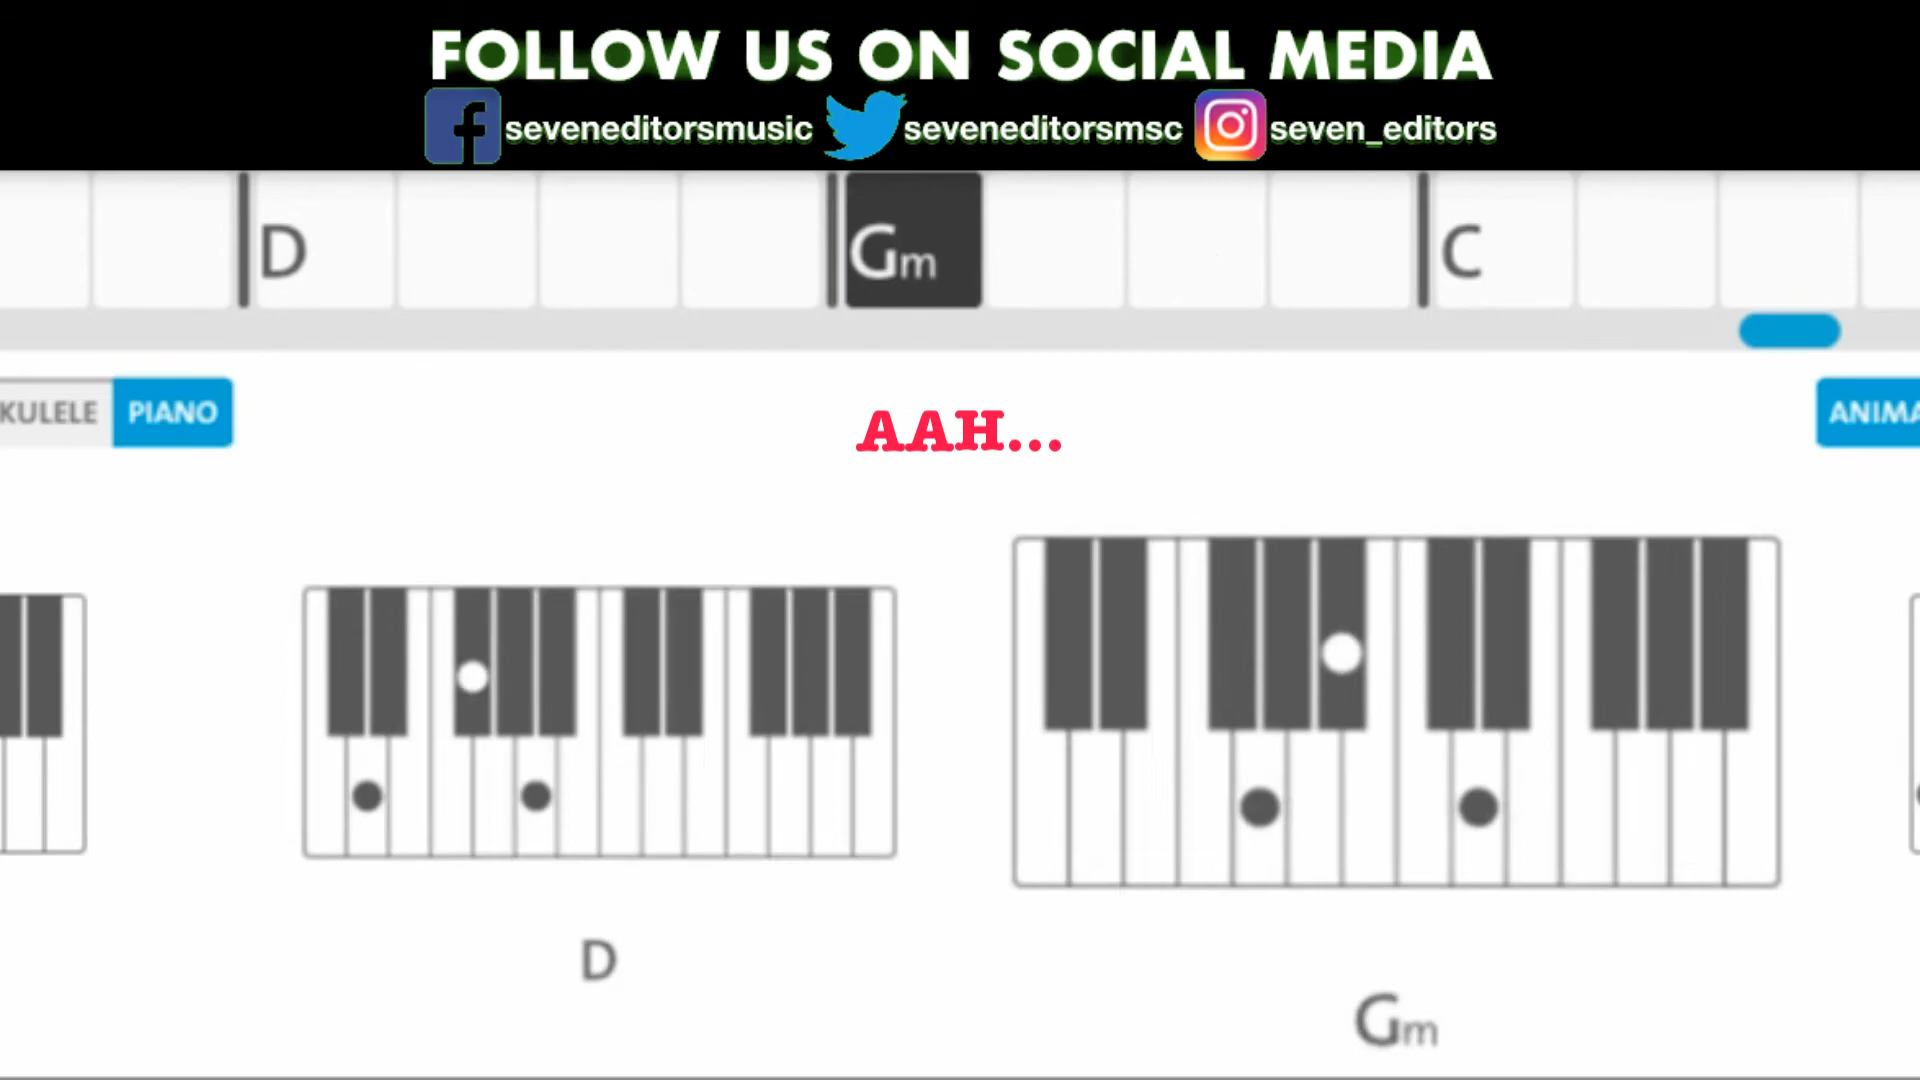 FOLLOW US ON SOCIAL MEDIA
seveneditorsmusic seveneditorsmsc seven_editors
D Gm C
KULELE PIANO ANIMA
AAH...
D
Gm